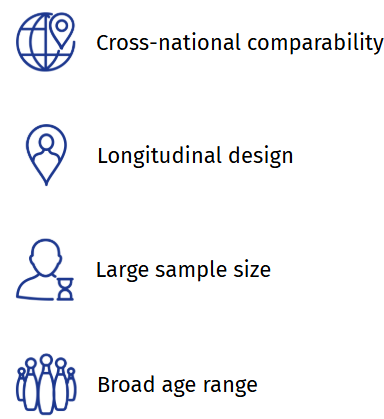 Cross-national comparability
Longitudinal design
Large sample size
Broad age range